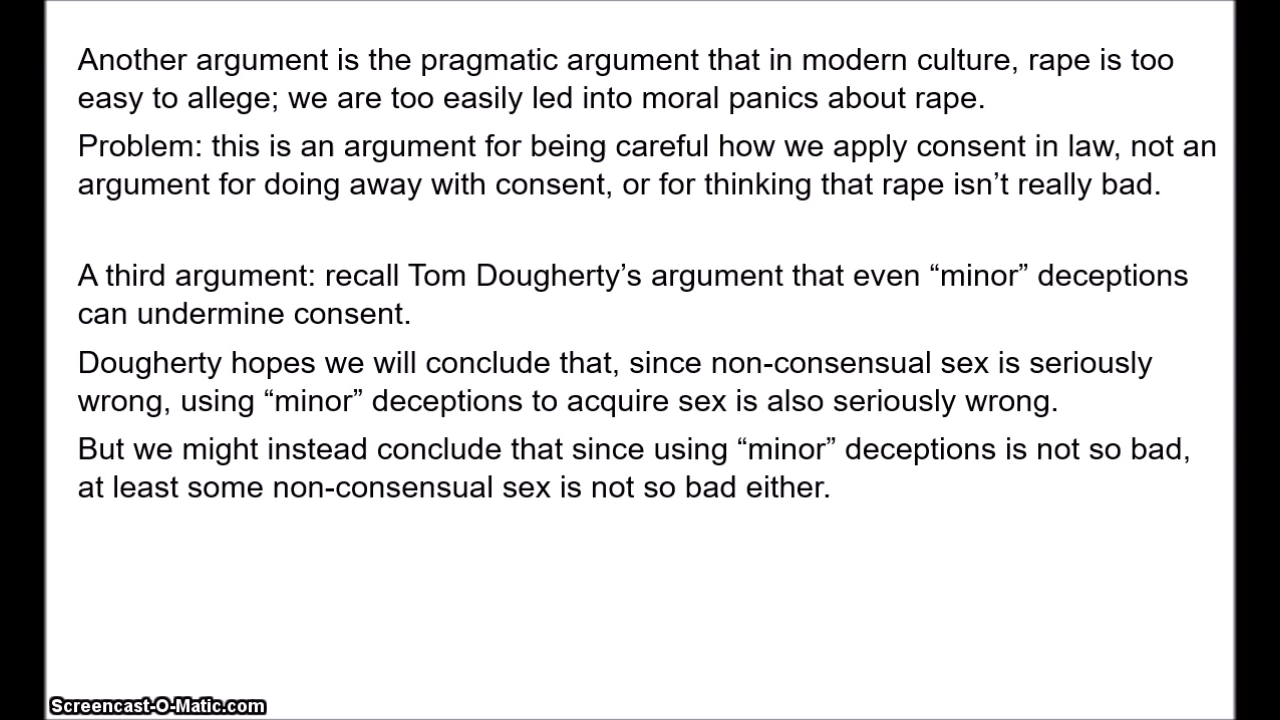 Another argument is the pragmatic argument that in modern culture, rape is too
easy to allege; we are too easily led into moral panics about rape.
Problem: this is an argument for being careful how we apply consent in law, not an
argument for doing away with consent, or for thinking that rape isn’t really bad.
A third argument: recall Tom Dougherty’s argument that even “minor” deceptions
can undermine consent.
Dougherty hopes we will conclude that, since non-consensual sex is seriously
wrong, using “minor” deceptions to acquire sex is also seriously wrong.
But we might instead conclude that since using “minor” deceptions is not so bad,
at least some non-consensual sex is not so bad either.
Screencast-O-Matic.com